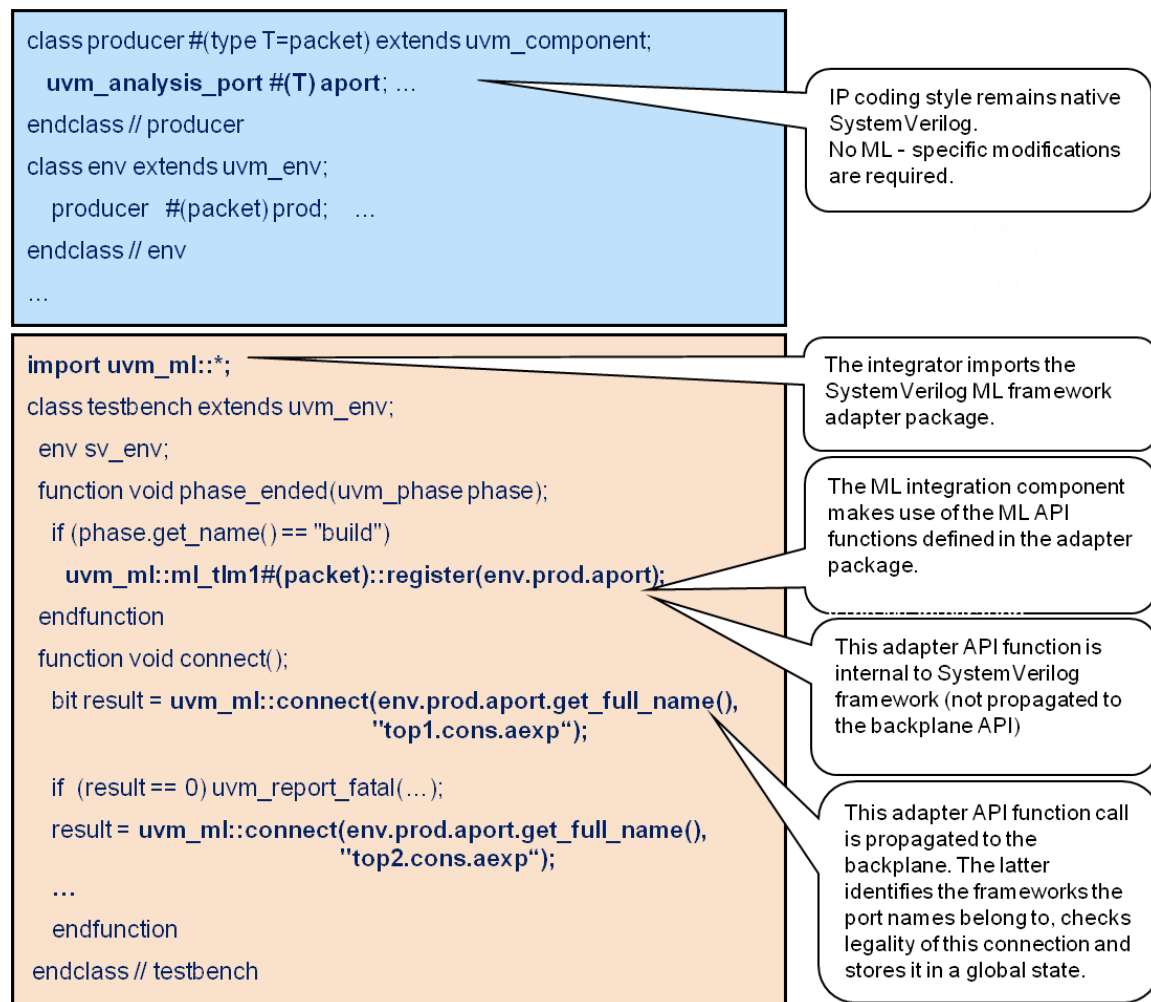 class producer #(type T=packet) extends uvm_component;
uvm_analysis_port #(T) aport; ...
endclass // producer
class env extends uvm_env;
producer #(packet) prod; ...
endclass // env
...
IP coding style remains native
SystemVerilog.
No ML - specific modifications
are required.
import uvm_ml::*;
class testbench extends uvm_env;
env sv_env;
function void phase_ended(uvm_phase phase);
if (phase.get_name() == "build")
uvm_ml::ml_tlm1#(packet)::register(env.prod.aport);
endfunction
function void connect();
bit result = uvm_ml::connect(env.prod.aport.get_full_name(),
"top1.cons.aexp“);
if (result == 0) uvm_report_fatal(...);
result = uvm_ml::connect(env.prod.aport.get_full_name(),
"top2.cons.aexp“);
...
endfunction
endclass // testbench
The integrator imports the
SystemVerilog ML framework
adapter package.
The ML integration component
makes use of the ML API
functions defined in the adapter
package.
This adapter API function is
internal to SystemVerilog
framework (not propagated to
the backplane API)
This adapter API function call
is propagated to the
backplane. The latter
identifies the frameworks the
port names belong to, checks
legality of this connection and
stores it in a global state.